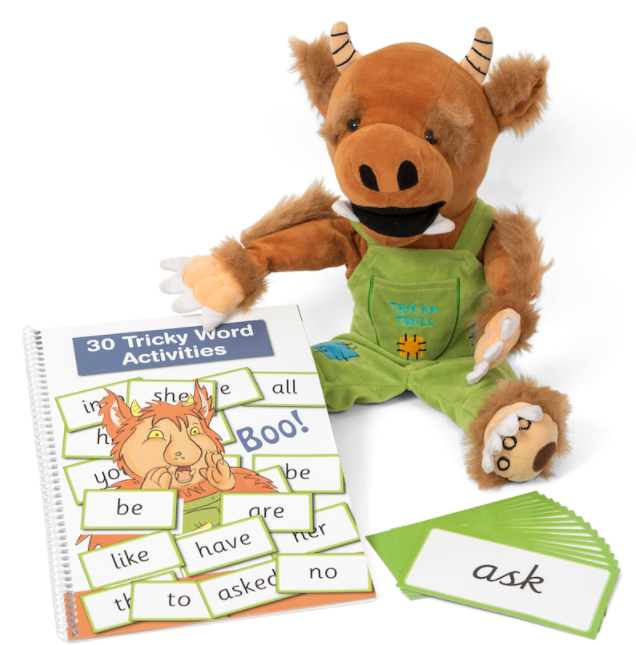 TRICKY
TROLL
30 Tricky Word
Activities
she
all
Boo!
be
be
are
like
have
her
to
asked
no
ask